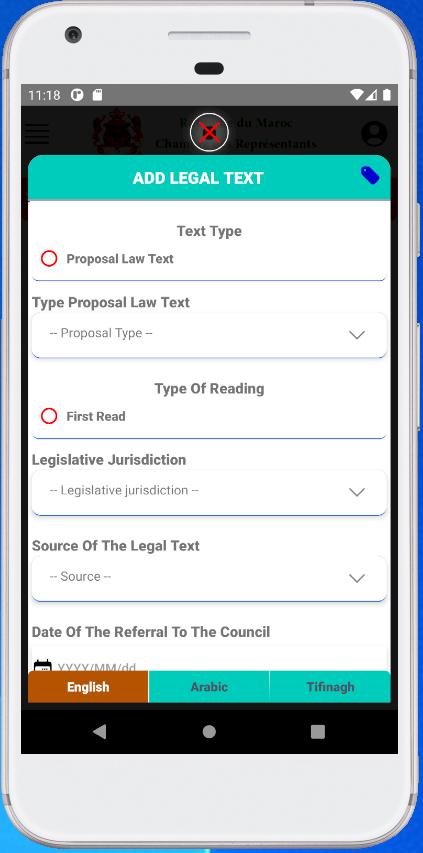 11:18
du Maroc
Représentants
ADD LEGAL TEXT
Text Type
Proposal Law Text
Type Proposal Law Text
-- Proposal Type --
Type Of Reading
First Read
Legislative Jurisdiction
-- Legislative jurisdiction --
Source Of The Legal Text
-- Source --
Date Of The Referral To The Council
YYYY/MM/dd
English
Arabic
Tifinagh